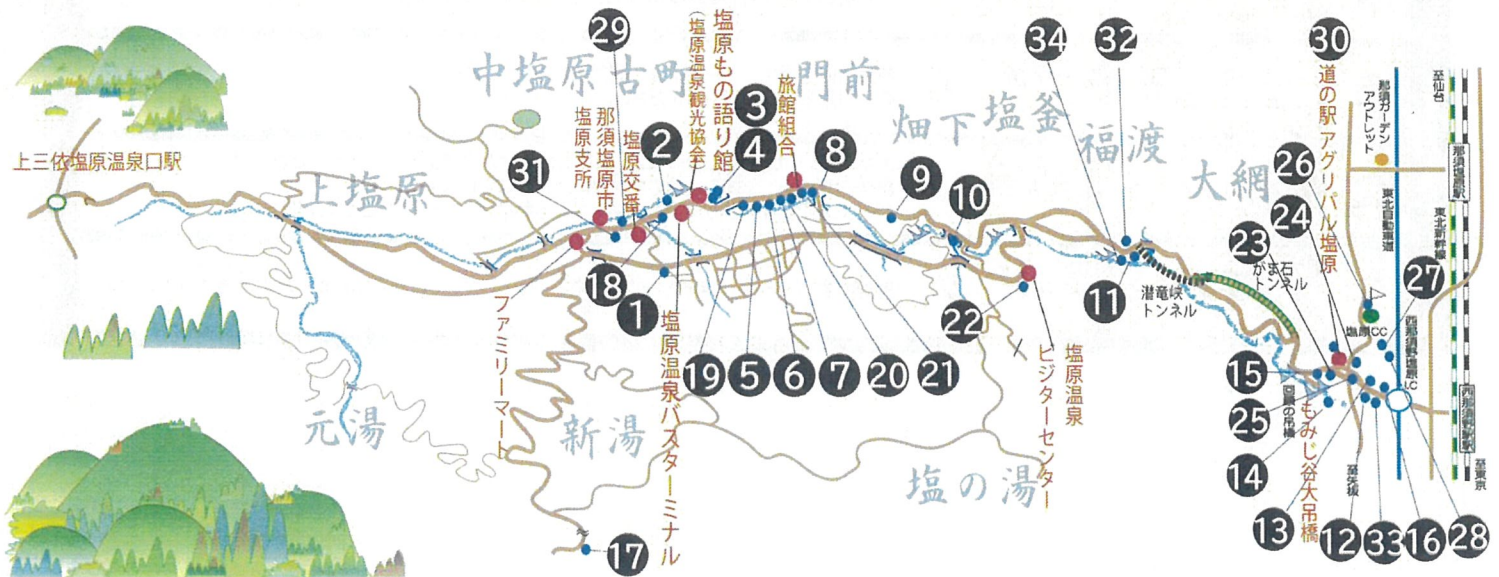 上三依塩原温泉口駅
上塩原
元湯
31
29
中塩原
塩原支所
那須塩原市
塩原交番
古町
2
(塩原温泉観光協会)
塩原もの語り館
3
4
旅館組合
門前
8
畑下
9
塩釜
10
34
32
福渡
大網
30
道の駅 アグリパル塩原
26
24
23
がま石
トンネル
潜竜峡
トンネル
11
22
塩原温泉
ビジターセンター
塩の湯
21
20
7
6
5
19
塩原温泉バスターミナル
1
18
ファミリーマート
新湯
17
至仙台
那須ガーデン
アウトレット
那須塩原駅
東北自動車道
東北新幹線
27
塩原CC
西那須野塩原I.C
西那須野駅
至東京
15
25
回顧の吊橋
もみじ谷大吊橋
14
13
至矢板
12
33
16
28